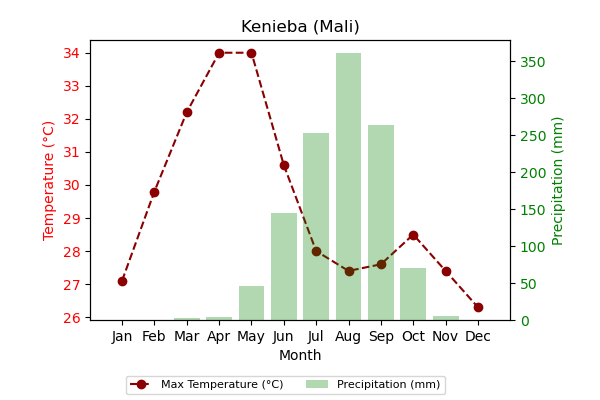 Kenieba (Mali)
34
33
32
31
30
29
28
27
26
Temperature (°C)
350
300
250
200
150
100
50
0
Precipitation (mm)
Jan Feb Mar Apr May Jun Jul Aug Sep Oct Nov Dec
Month
Max Temperature (°C) Precipitation (mm)